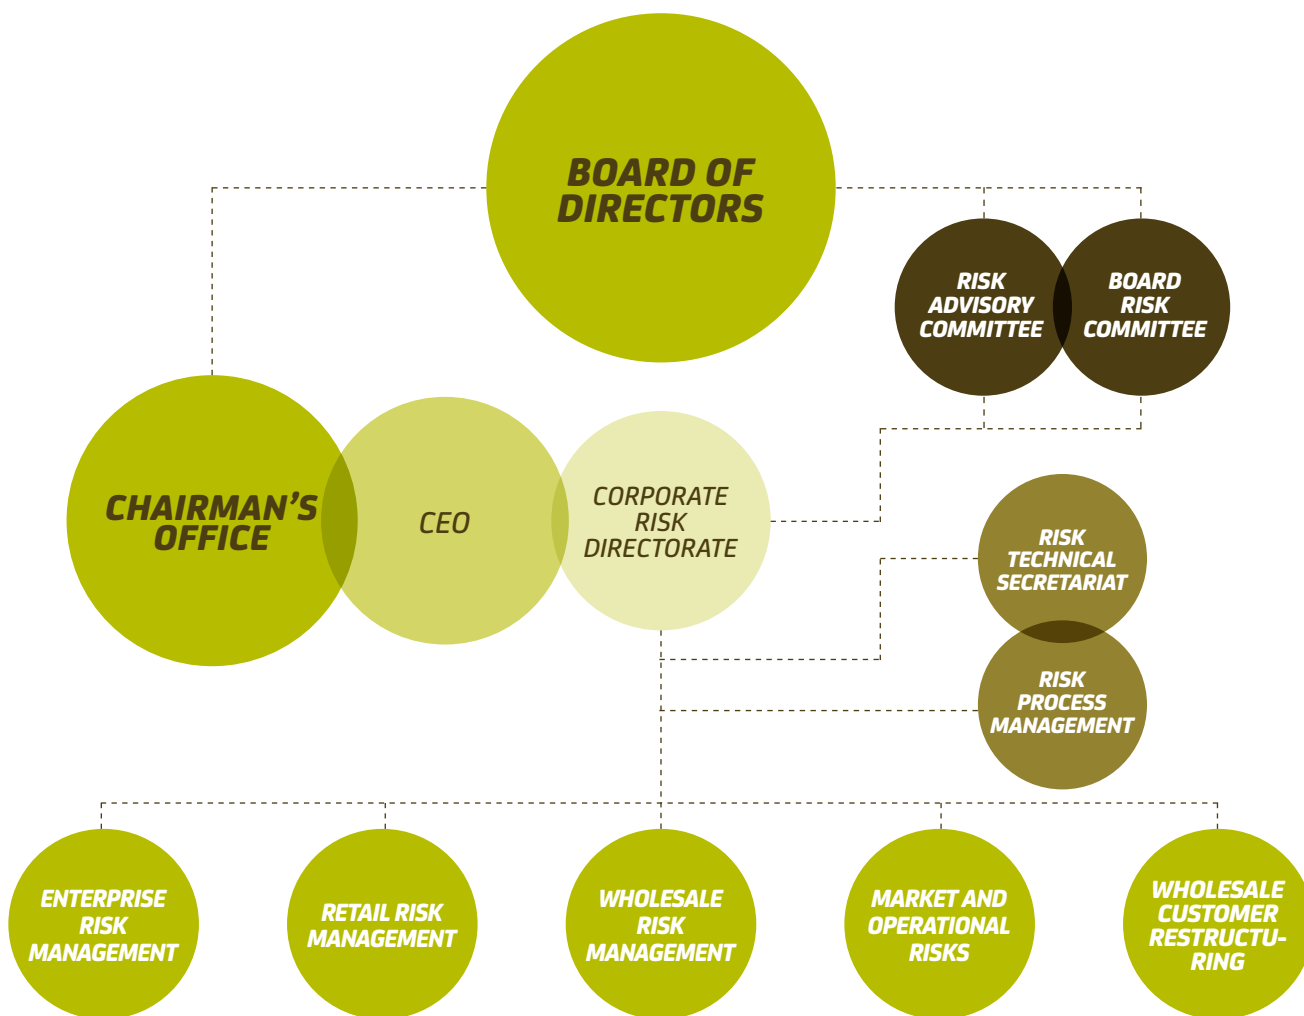 BOARD OF
DIRECTORS
RISK
ADVISORY
COMMITTEE
BOARD
RISK
COMMITTEE
CHAIRMAN’S
OFFICE
CEO
CORPORATE
RISK
DIRECTORATE
RISK
TECHNICAL
SECRETARIAT
RISK
PROCESS
MANAGEMENT
ENTERPRISE
RISK
MANAGEMENT
RETAIL RISK
MANAGEMENT
WHOLESALE
RISK
MANAGEMENT
MARKET AND
OPERATIONAL
RISKS
WHOLESALE
CUSTOMER
RESTRUCTU-
RING